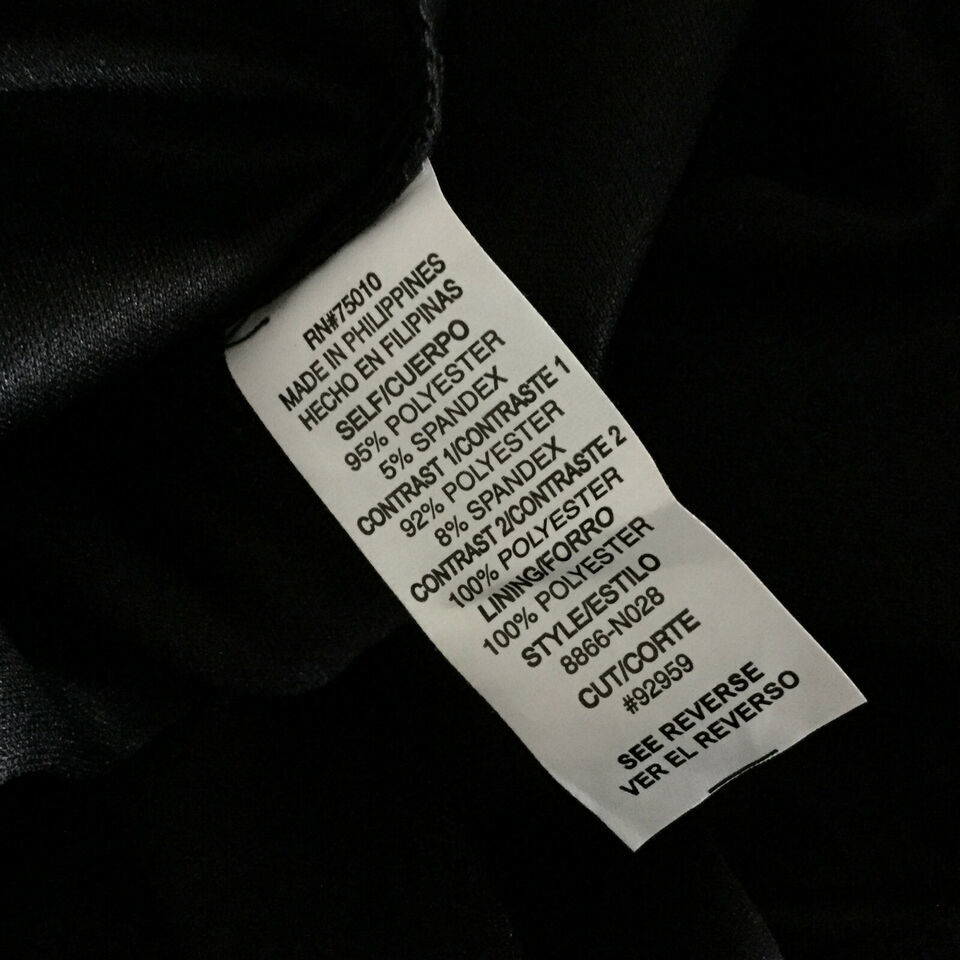 RN#75010
MADE IN PHILIPPINES
HECHO EN FILIPINAS
SELF/CUERPO
95% POLYESTER
5% SPANDEX
CONTRAST 1/CONTRASTE 1
92% POLYESTER
8% SPANDEX
CONTRAST 2/CONTRASTE 2
100% POLYESTER
LINING/FORRO
100% POLYESTER
STYLE/ESTILO
8866-N028
CUT/CORTE
#92959
SEE REVERSE
VER EL REVERSO